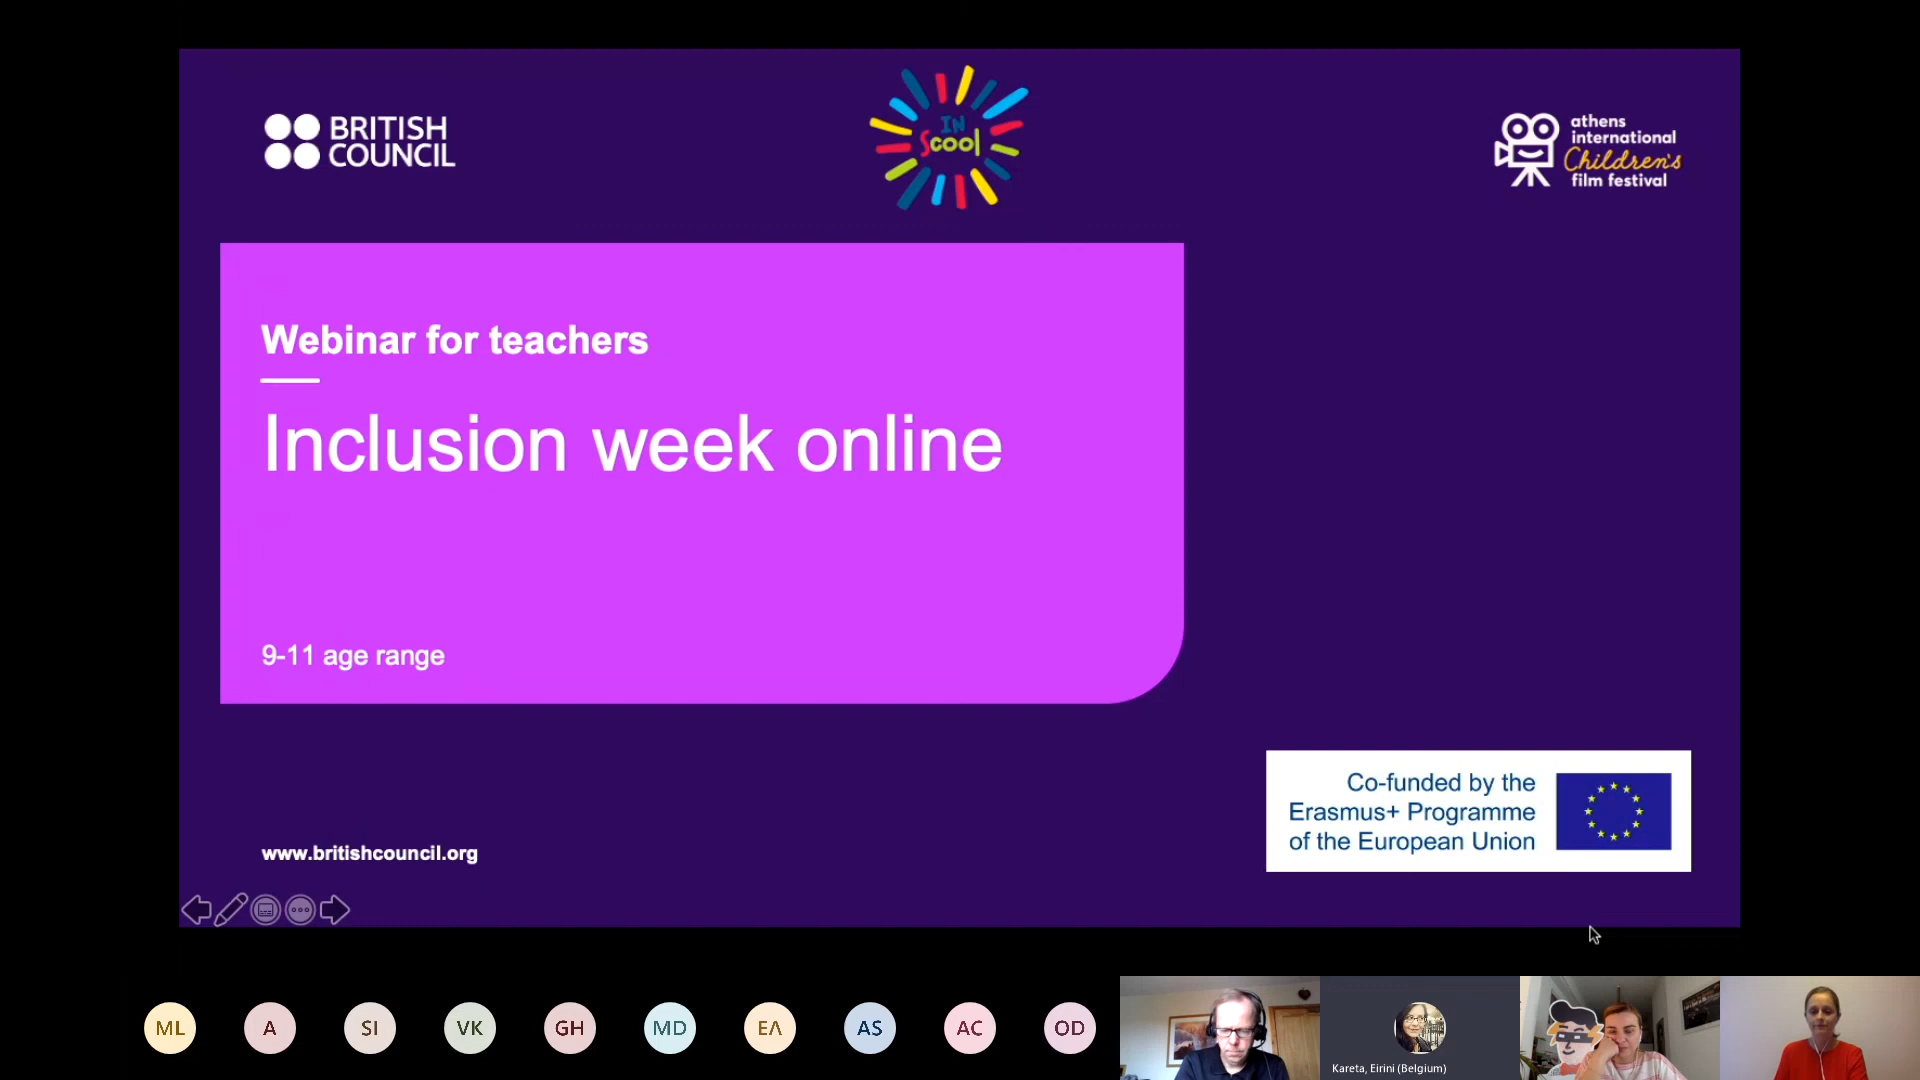 BRITISH
COUNCIL
IN
Scool
athens
international
Children's
film festival
Webinar for teachers
Inclusion week online
9-11 age range
Co-funded by the
Erasmus+ Programme
of the European Union
www.britishcouncil.org
ML
A
SI
VK
GH
MD
ΕΛ
AS
AC
OD
Kareta, Eirini (Belgium)